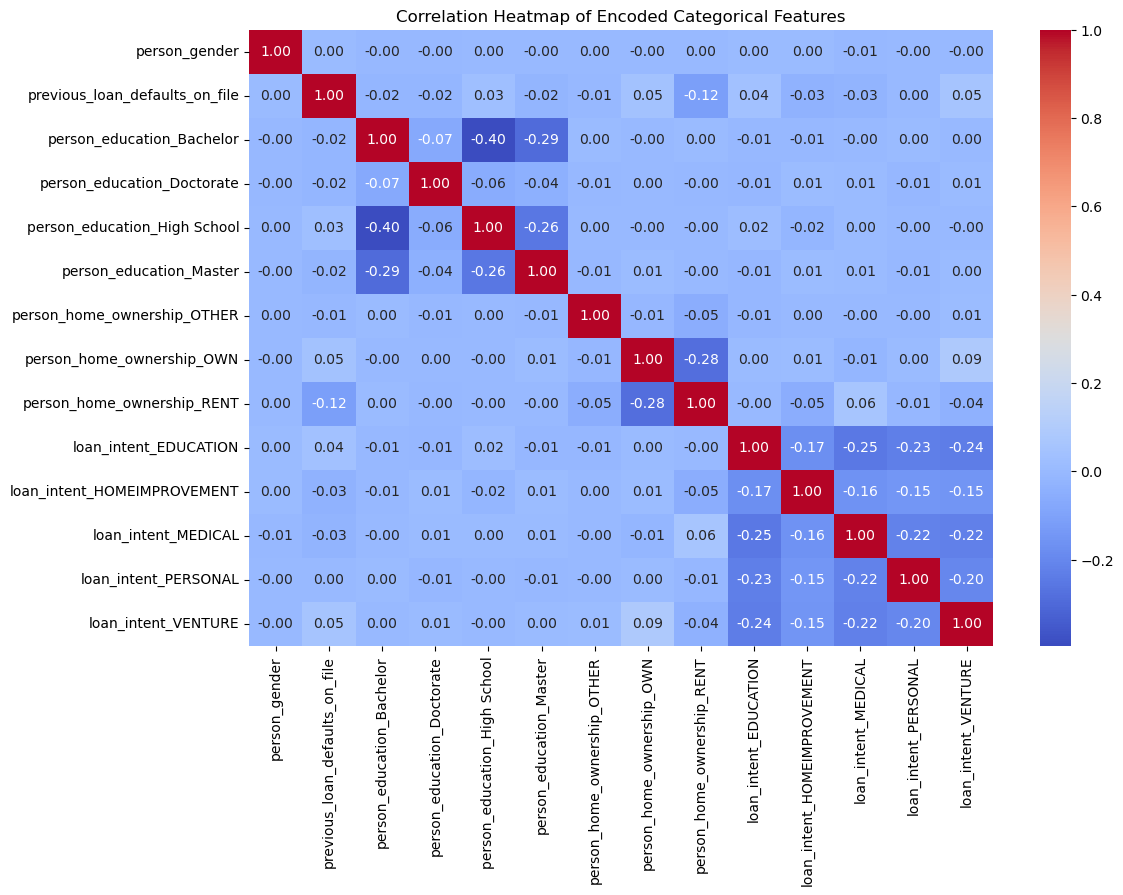 Correlation Heatmap of Encoded Categorical Features
person_gender 1.00 0.00 -0.00 -0.00 0.00 -0.00 0.00 -0.00 0.00 0.00 0.00 -0.01 -0.00 -0.00
previous_loan_defaults_on_file 0.00 1.00 -0.02 -0.02 0.03 -0.02 -0.01 0.05 -0.12 0.04 -0.03 -0.03 0.00 0.05
person_education_Bachelor -0.00 -0.02 1.00 -0.07 -0.40 -0.29 0.00 -0.00 0.00 -0.01 -0.01 -0.00 0.00 0.00
person_education_Doctorate -0.00 -0.02 -0.07 1.00 -0.06 -0.04 -0.01 0.00 -0.00 -0.01 0.01 0.01 -0.01 0.01
person_education_High School 0.00 0.03 -0.40 -0.06 1.00 -0.26 0.00 -0.00 -0.00 0.02 -0.02 0.00 -0.00 -0.00
person_education_Master -0.00 -0.02 -0.29 -0.04 -0.26 1.00 -0.01 0.01 -0.00 -0.01 0.01 0.01 -0.01 0.00
person_home_ownership_OTHER 0.00 -0.01 0.00 -0.01 0.00 -0.01 1.00 -0.01 -0.05 -0.01 0.00 -0.00 -0.00 0.01
person_home_ownership_OWN -0.00 0.05 -0.00 0.00 -0.00 0.01 -0.01 1.00 -0.28 0.00 0.01 -0.01 0.00 0.09
person_home_ownership_RENT 0.00 -0.12 0.00 -0.00 -0.00 -0.00 -0.05 -0.28 1.00 -0.00 -0.05 0.06 -0.01 -0.04
loan_intent_EDUCATION 0.00 0.04 -0.01 -0.01 0.02 -0.01 -0.01 0.00 -0.00 1.00 -0.17 -0.25 -0.23 -0.24
loan_intent_HOMEIMPROVEMENT 0.00 -0.03 -0.01 0.01 -0.02 0.01 0.00 0.01 -0.05 -0.17 1.00 -0.16 -0.15 -0.15
loan_intent_MEDICAL -0.01 -0.03 -0.00 0.01 0.00 0.01 -0.00 -0.01 0.06 -0.25 -0.16 1.00 -0.22 -0.22
loan_intent_PERSONAL -0.00 0.00 0.00 -0.01 -0.00 -0.01 -0.00 0.00 -0.01 -0.23 -0.15 -0.22 1.00 -0.20
loan_intent_VENTURE -0.00 0.05 0.00 0.01 -0.00 0.00 0.01 0.09 -0.04 -0.24 -0.15 -0.22 -0.20 1.00
person_gender
previous_loan_defaults_on_file
person_education_Bachelor
person_education_Doctorate
person_education_High School
person_education_Master
person_home_ownership_OTHER
person_home_ownership_OWN
person_home_ownership_RENT
loan_intent_EDUCATION
loan_intent_HOMEIMPROVEMENT
loan_intent_MEDICAL
loan_intent_PERSONAL
loan_intent_VENTURE
1.0
0.8
0.6
0.4
0.2
0.0
−0.2